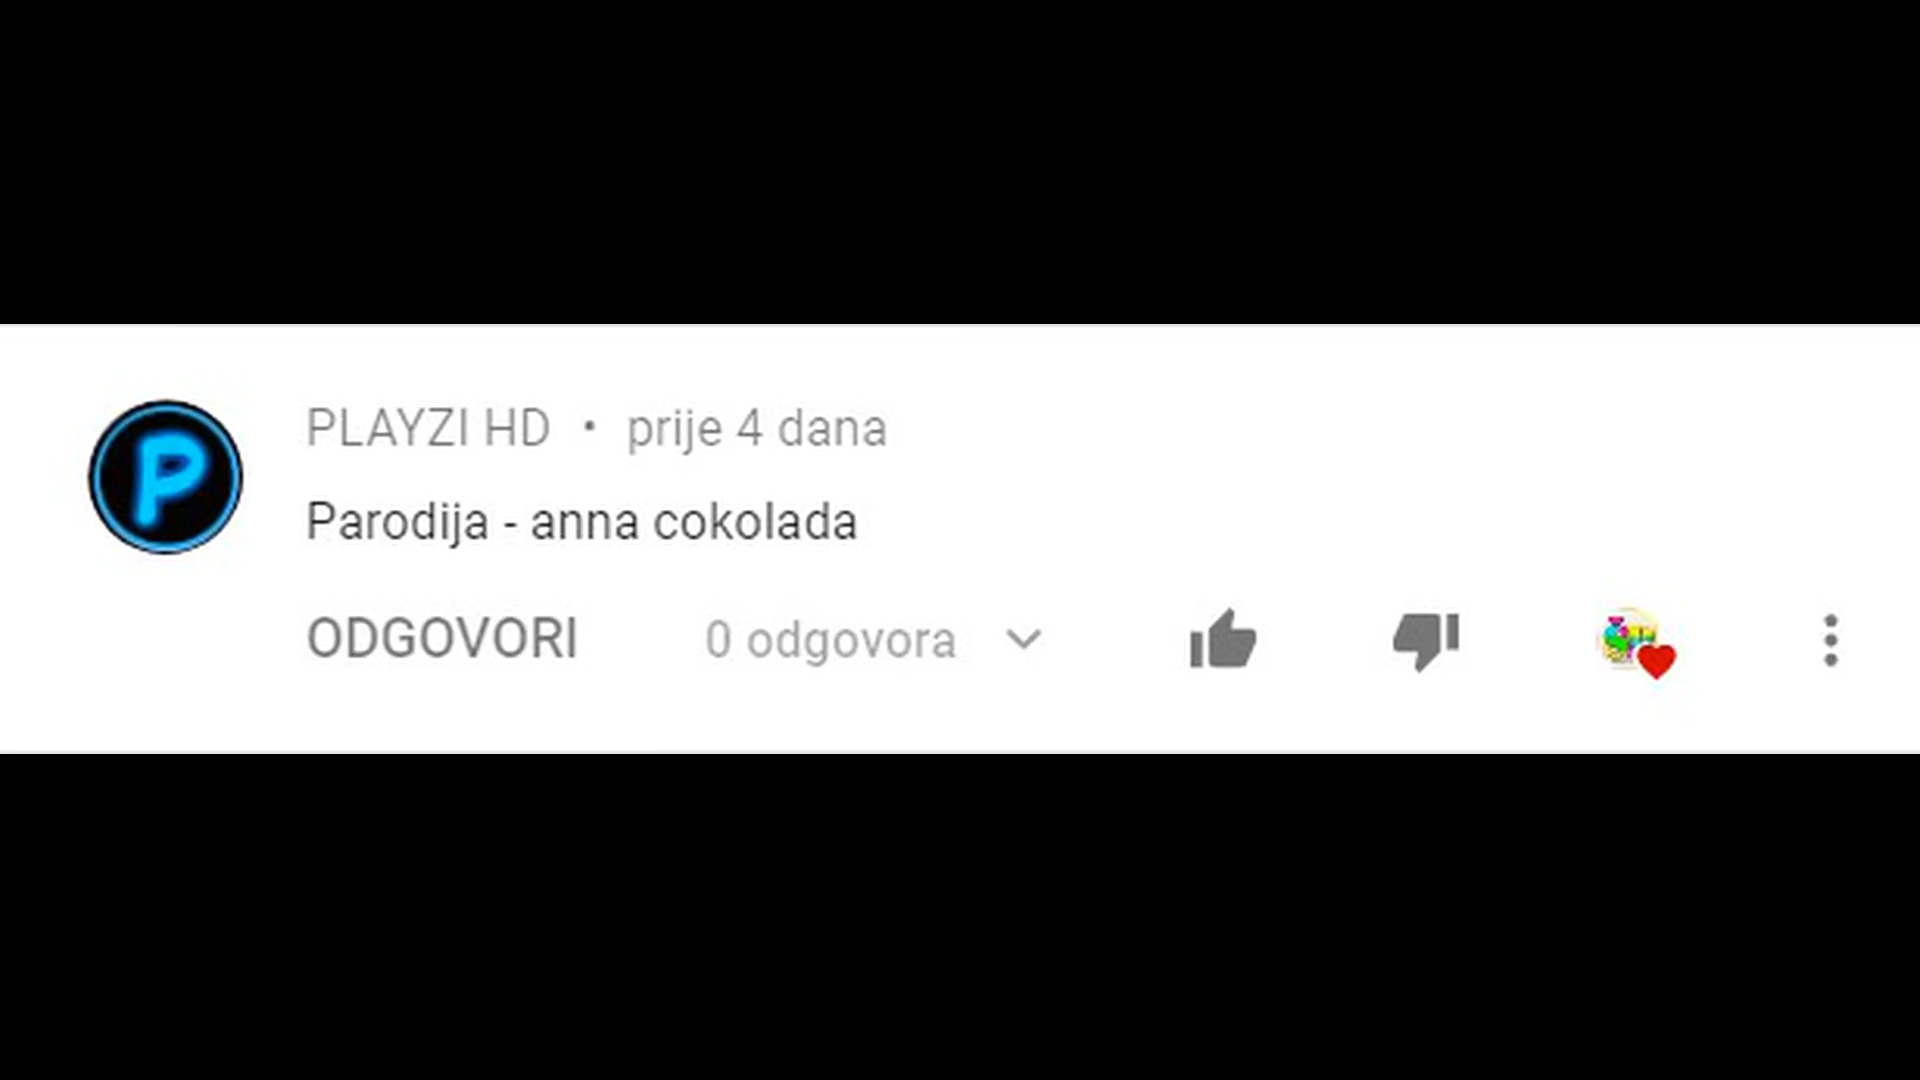 P
PLAYZI HD • prije 4 dana
Parodija - anna cokolada
ODGOVORI 0 odgovora